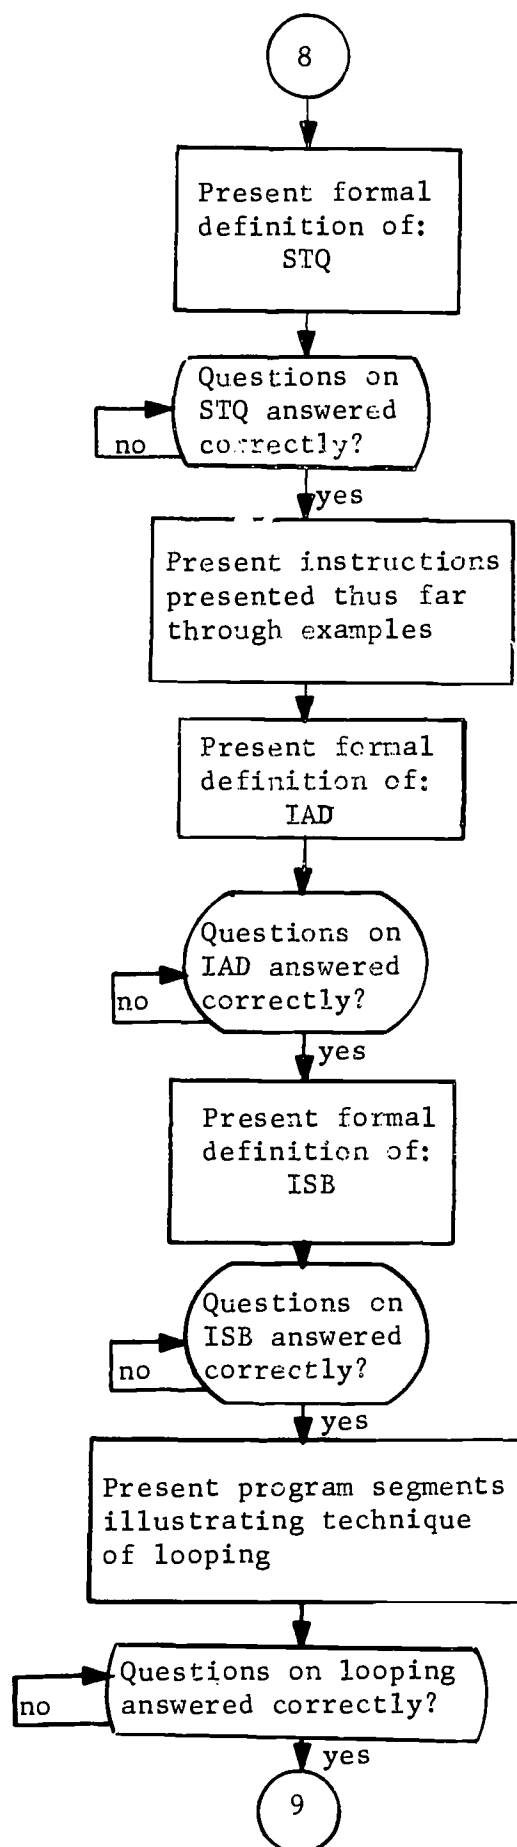 8
Present formal
definition of:
STQ
Questions on
STQ answered
correctly?
no
yes
Present instructions
presented thus far
through examples
Present formal
definition of:
IAD
Questions on
IAD answered
correctly?
no
yes
Present formal
definition of:
ISB
Questions on
ISB answered
correctly?
no
yes
Present program segments
illustrating technique
of looping
Questions on looping
answered correctly?
no
yes
9